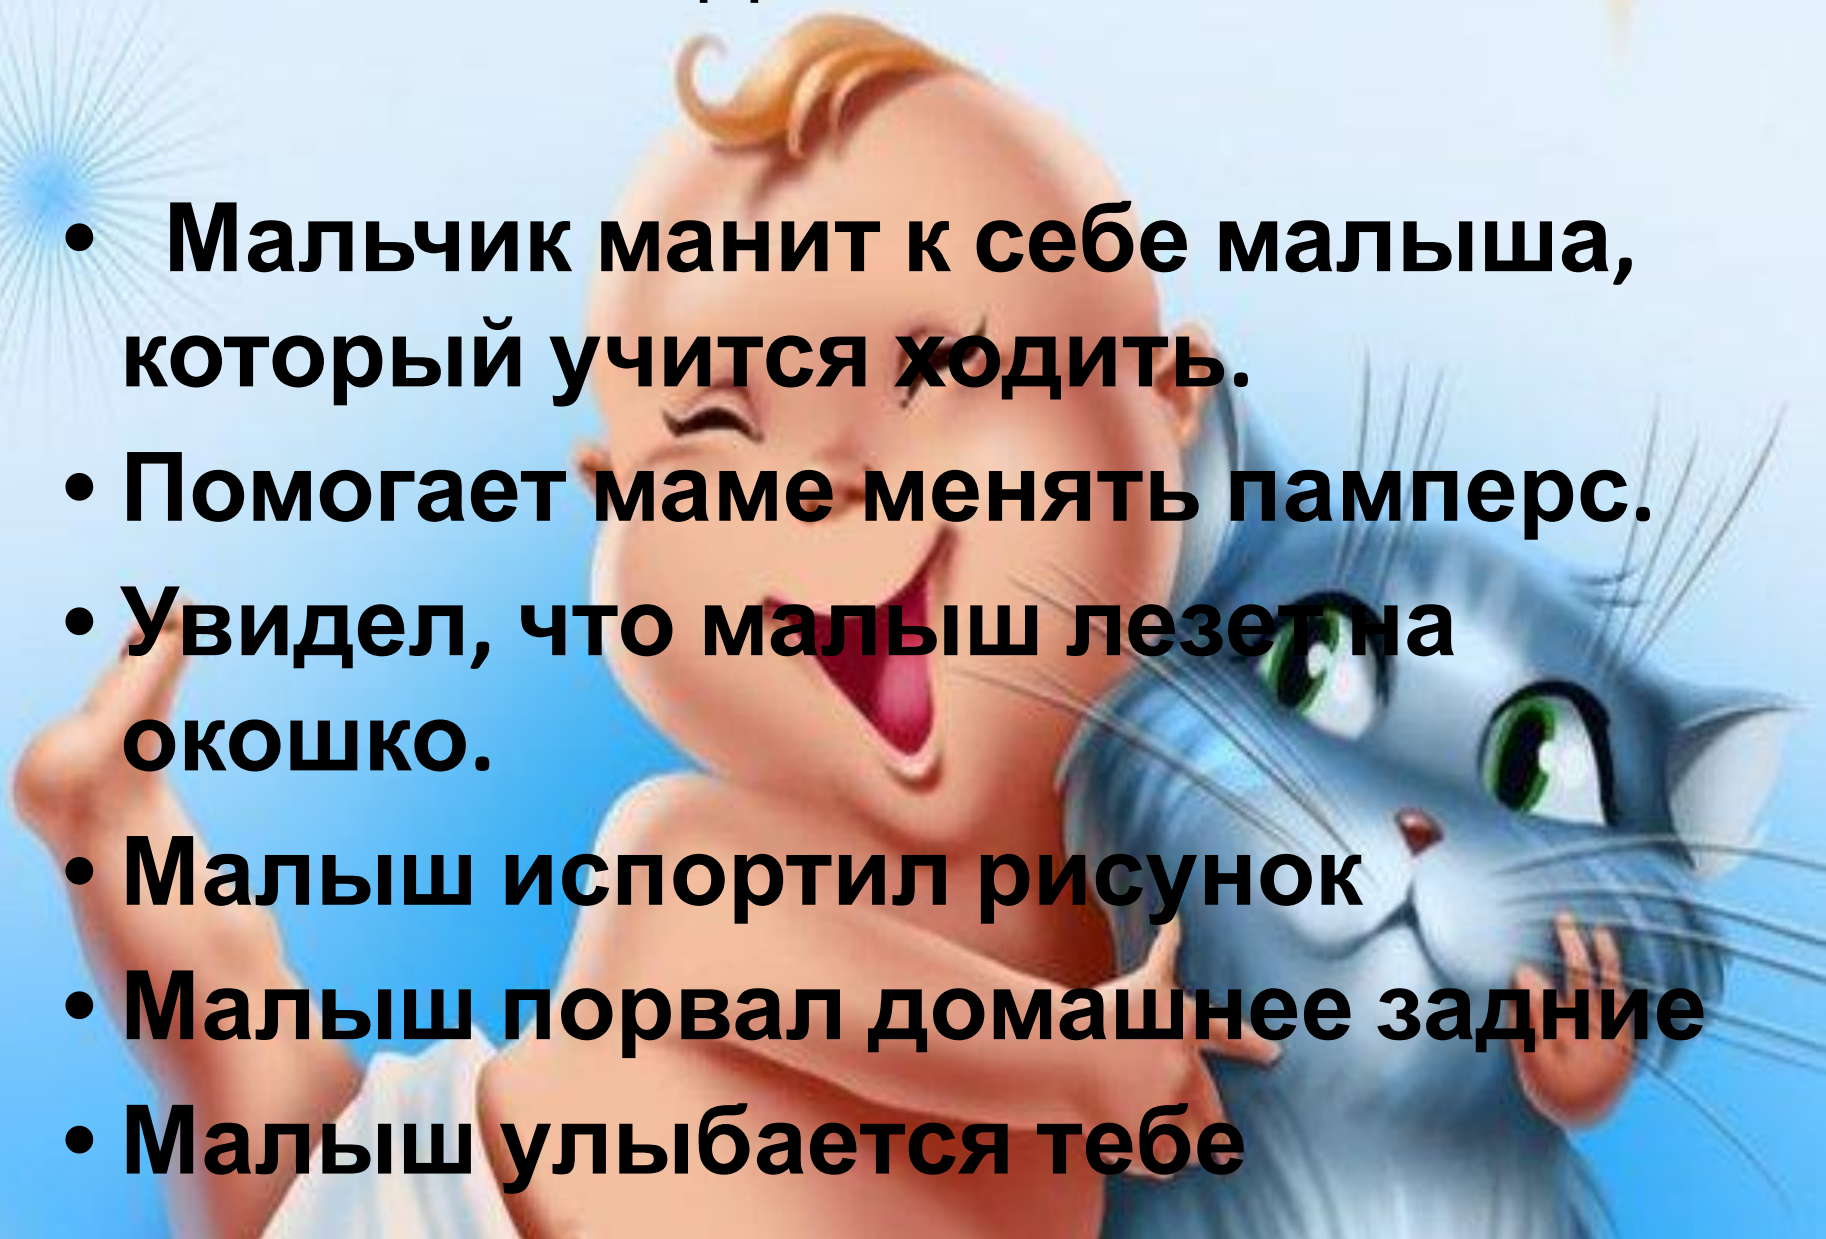 • Мальчик манит к себе малыша,
который учится ходить.
• Помогает маме менять памперс.
• Увидел, что малыш лезет на
окошко.
• Малыш испортил рисунок
• Малыш порвал домашнее задние
• Малыш улыбается тебе